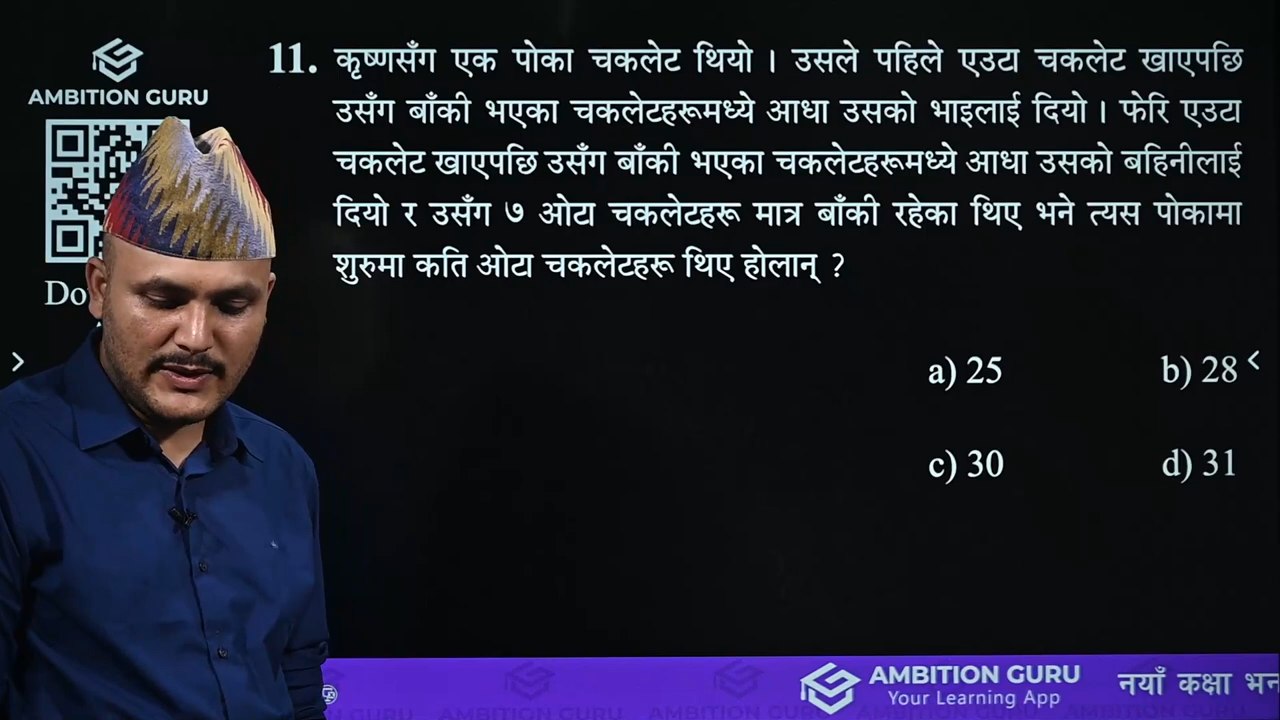 AMBITION GURU
11. कृष्णसँग एक पोका चकलेट थियो । उसले पहिले एउटा चकलेट खाएपछि
उसँग बाँकी भएका चकलेटहरूमध्ये आधा उसको भाइलाई दियो । फेरि एउटा
चकलेट खाएपछि उसँग बाँकी भएका चकलेटहरूमध्ये आधा उसको बहिनीलाई
दियो र उसँग ७ ओटा चकलेटहरू मात्र बाँकी रहेका थिए भने त्यस पोकामा
शुरुमा कति ओटा चकलेटहरू थिए होलान् ?
a) 25 b) 28
c) 30 d) 31
AMBITION GURU
Your Learning App
नयाँ कक्षा